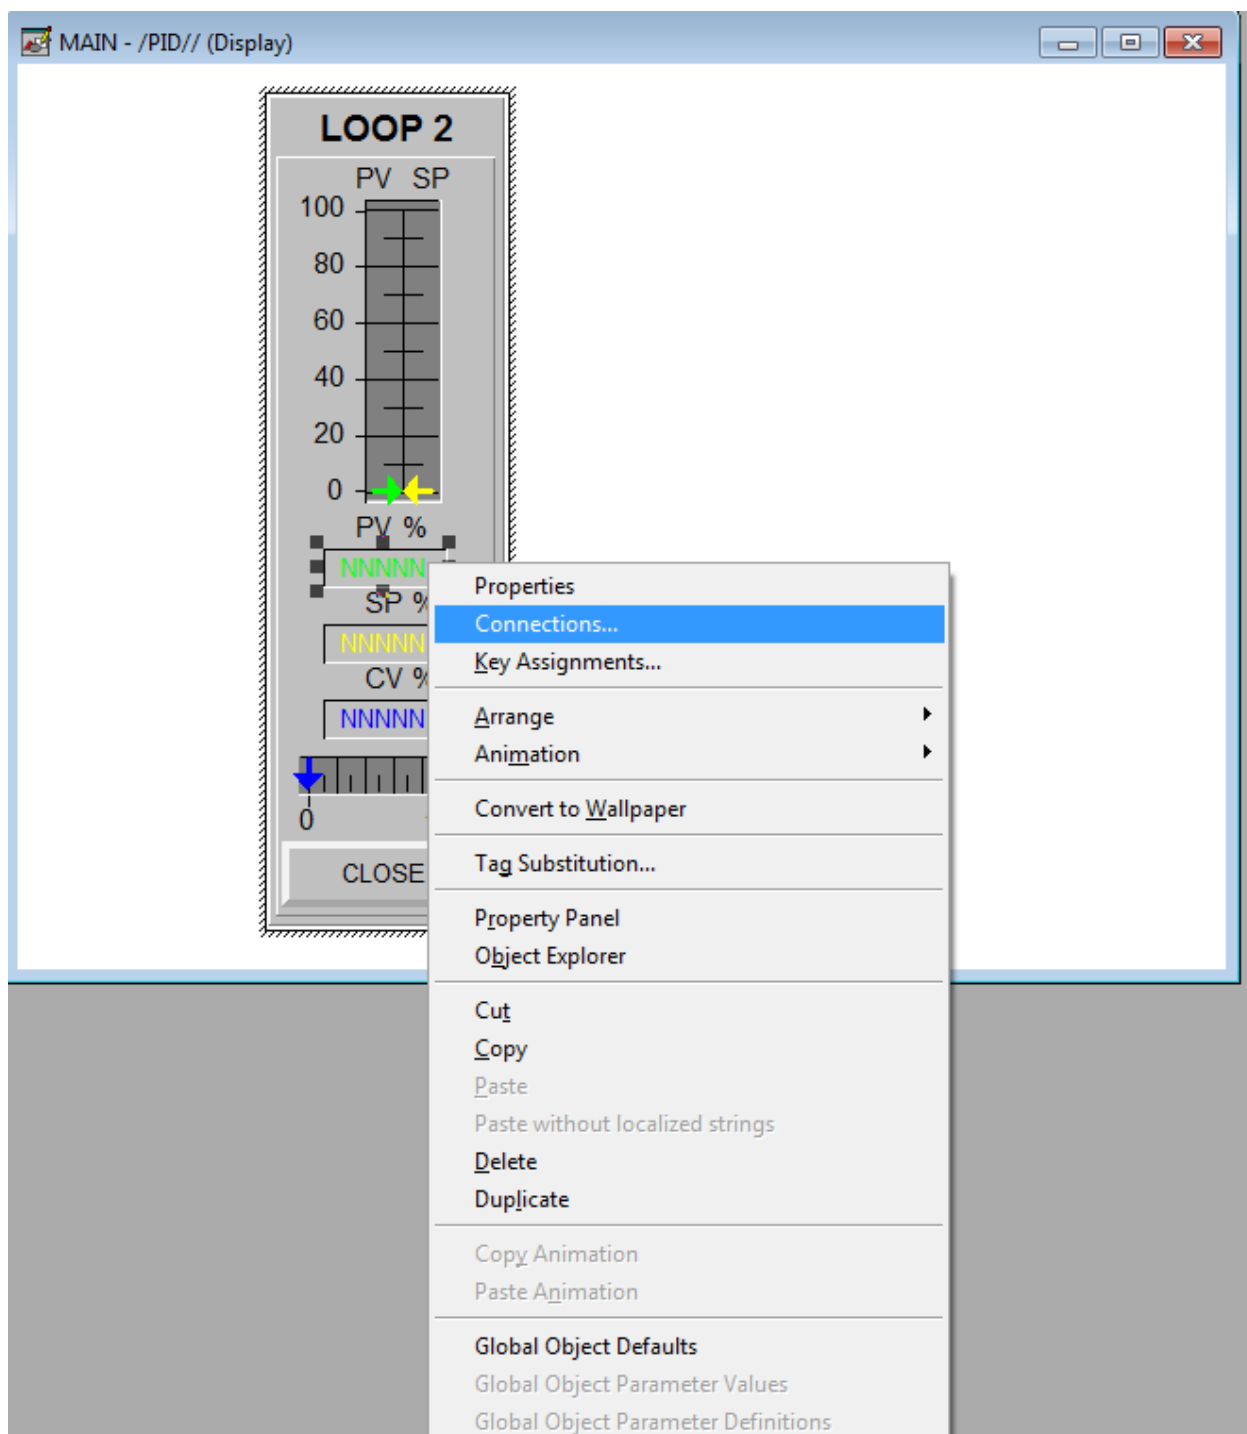 MAIN - /PID// (Display)
LOOP 2
PV SP
100
80
60
40
20
0
PV %
NNNNN
SP %
NNNNN
CV %
NNNNN
0
CLOSE
Properties
Connections...
Key Assignments...
Arrange
Animation
Convert to Wallpaper
Tag Substitution...
Property Panel
Object Explorer
Cut
Copy
Paste
Paste without localized strings
Delete
Duplicate
Copy Animation
Paste Animation
Global Object Defaults
Global Object Parameter Values
Global Object Parameter Definitions